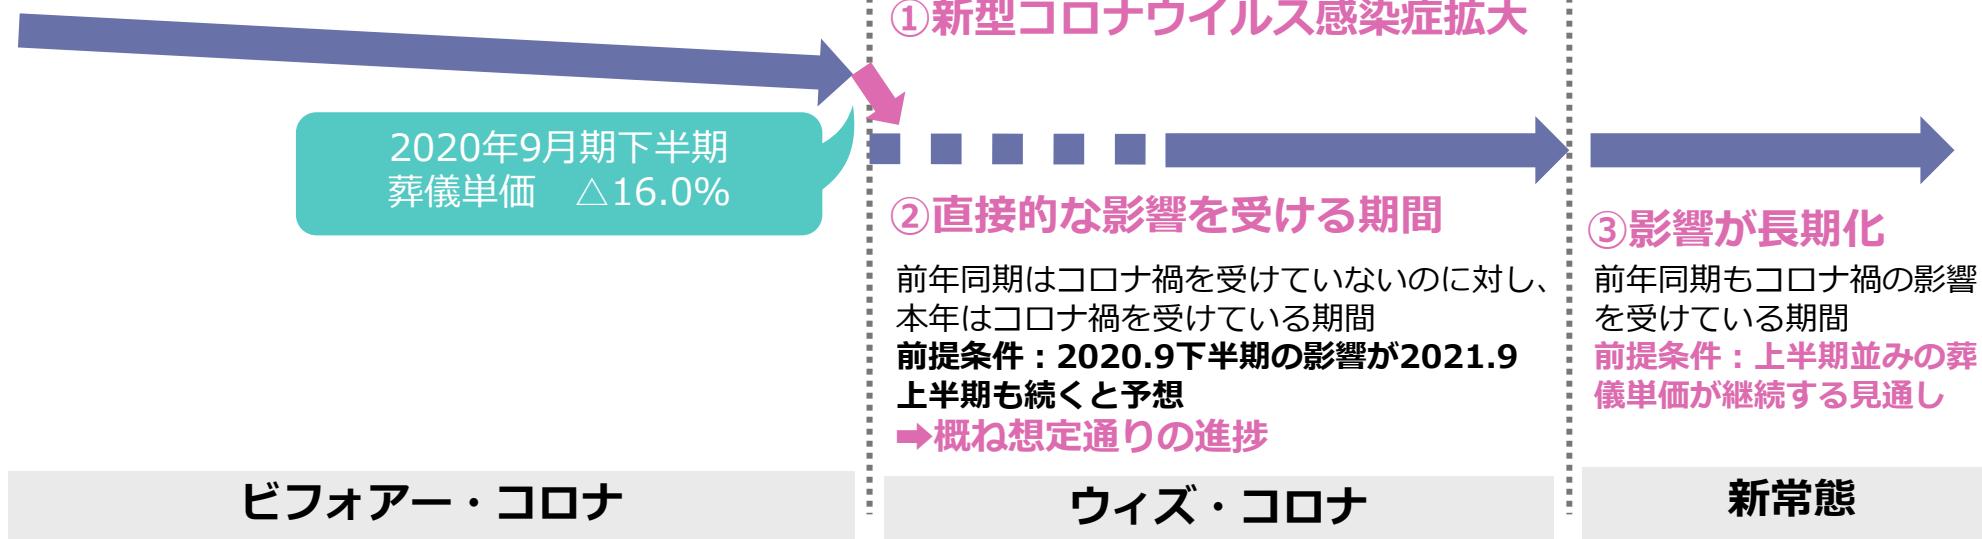 ①新型コロナウイルス感染症拡大
2020年9月期下半期
葬儀単価　△16.0%
②直接的な影響を受ける期間
前年同期はコロナ禍を受けていないのに対し、
本年はコロナ禍を受けている期間
前提条件：2020.9下半期の影響が2021.9
上半期も続くと予想
➡概ね想定通りの進捗
③影響が長期化
前年同期もコロナ禍の影響
を受けている期間
前提条件：上半期並みの葬
儀単価が継続する見通し
ビフォアー・コロナ
ウィズ・コロナ
新常態